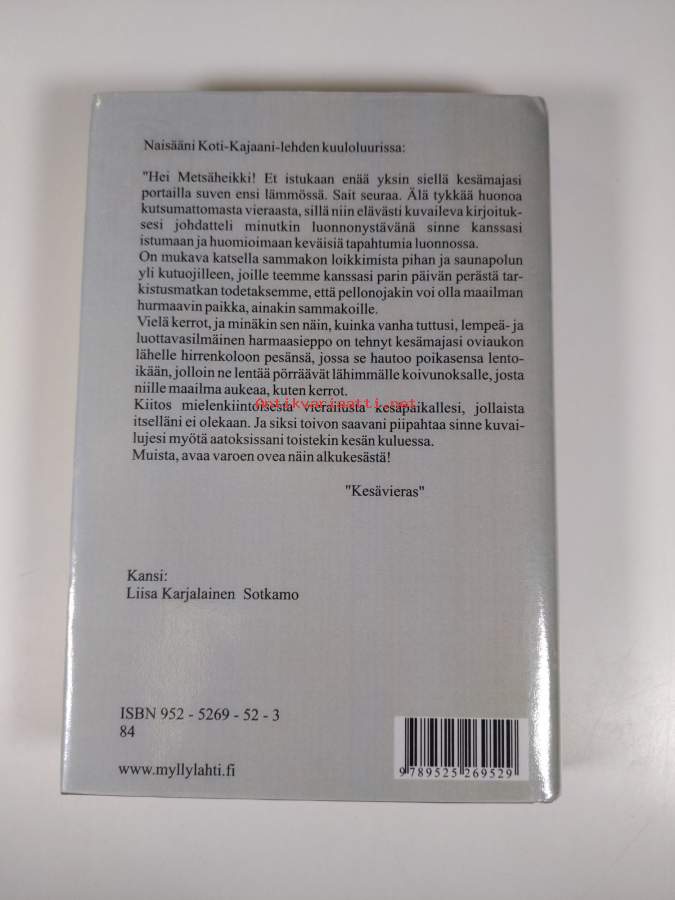 Naisääni Koti-Kajaani-lehden kuuloluurissa:
"Hei Metsäheikki! Et istukaan enää yksin siellä kesämajasi
portailla suven ensi lämmössä. Sait seuraa. Älä tykkää huonoa
kutsumattomasta vieraasta, sillä niin elävästi kuvaileva kirjoituk-
sesi johdatteli minutkin luonnonystävänä sinne kanssasi
istumaan ja huomioimaan keväisiä tapahtumia luonnossa.
On mukava katsella sammakon loikkimista pihan ja saunapolun
yli kutuojilleen, joille teemme kanssasi parin päivän perästä tar-
kistusmatkan todetaksemme, että pellonojakin voi olla maailman
hurmaavin paikka, ainakin sammakoille.
Vielä kerrot, ja minäkin sen näin, kuinka vanha tuttusi, lempeä- ja
luottavasilmäinen harmaasieppo on tehnyt kesämajasi oviaukon
lähelle hirrenkoloon pesänsä, jossa se hautoo poikasensa lento-
ikään, jolloin ne lentää pörräävät lähimmälle koivunoksalle, josta
niille maailma aukeaa, kuten kerrot.
Antikvariaatti.net
Kiitos mielenkiintoisesta vierailusta kesäpaikallesi, jollaista
itselläni ei olekaan. Ja siksi toivon saavani piipahtaa sinne kuvai-
lujesi myötä aatoksissani toistekin kesän kuluessa.
Muista, avaa varoen ovea näin alkukesästä!
"Kesävieras"
Kansi:
Liisa Karjalainen Sotkamo
ISBN 952 - 5269 - 52 - 3
84
www.myllylahti.fi
9 789525 269529